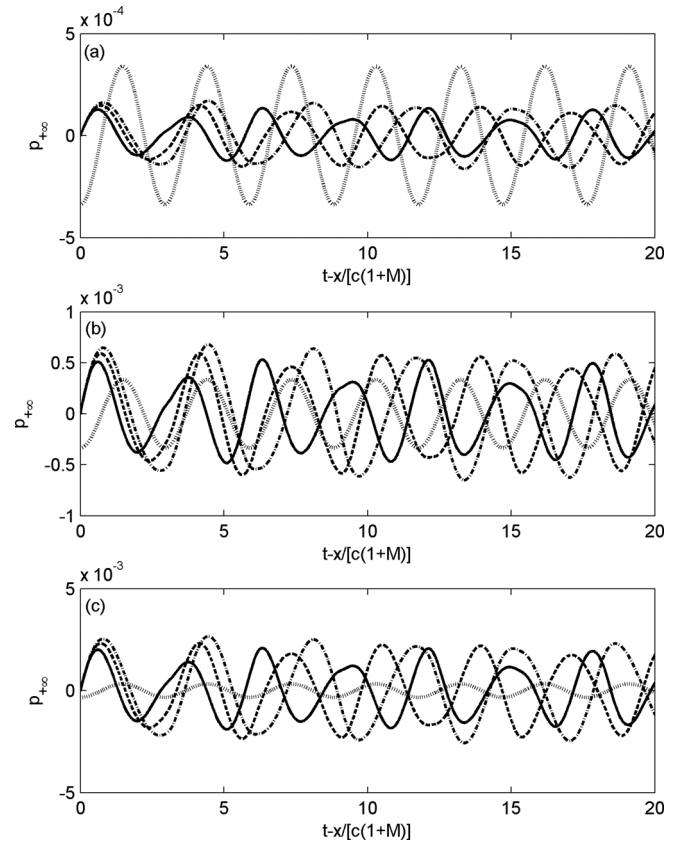 x 10⁻⁴
(a)
5
0
-5
p₊∞
0 5 10 15 20
t-x/[c(1+M)]
x 10⁻³
(b)
1
0.5
0
-0.5
-1
p₊∞
0 5 10 15 20
t-x/[c(1+M)]
x 10⁻³
(c)
5
0
-5
p₊∞
0 5 10 15 20
t-x/[c(1+M)]